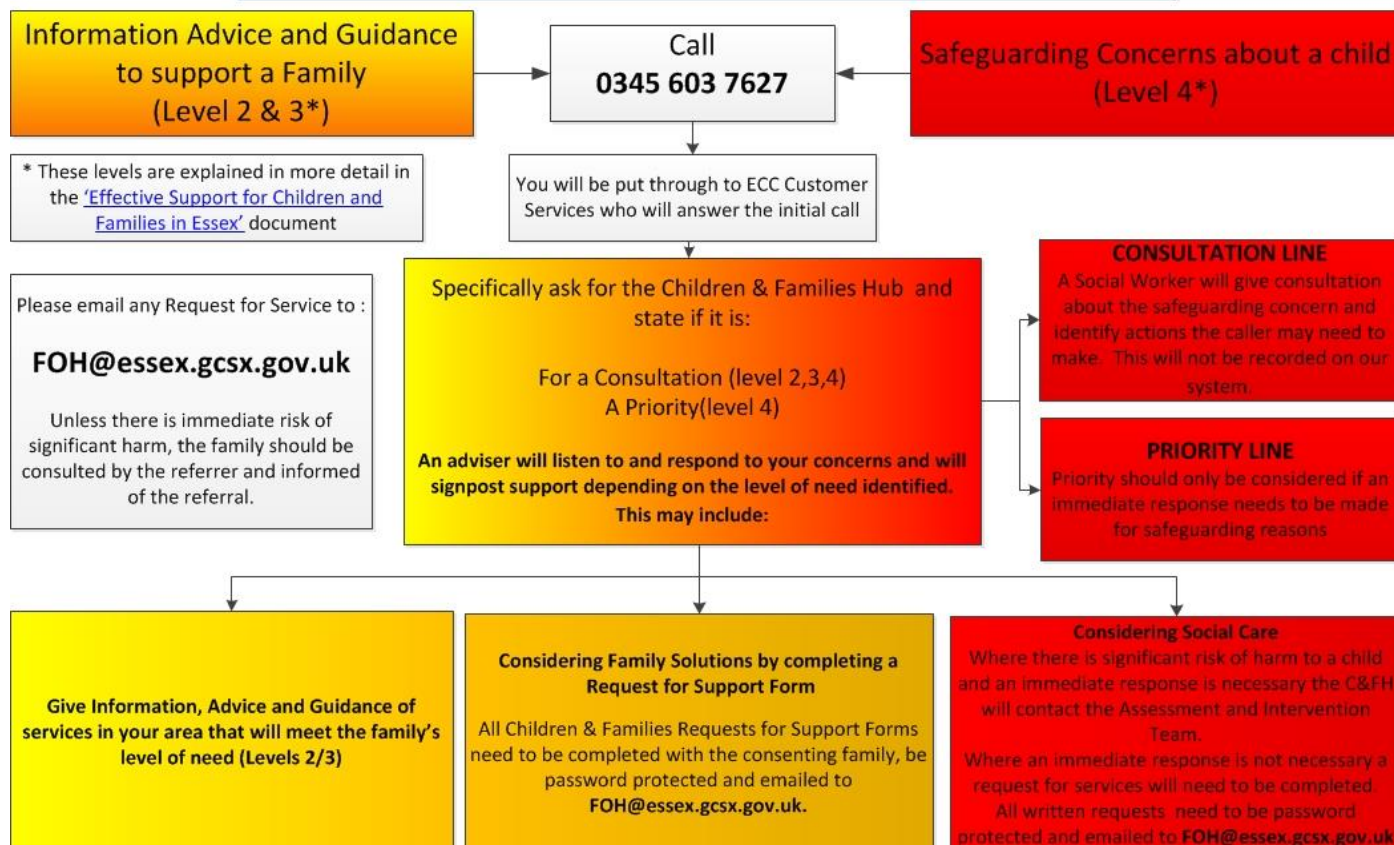 Information Advice and Guidance
to support a Family
(Level 2 & 3*)
Call
0345 603 7627
Safeguarding Concerns about a child
(Level 4*)
* These levels are explained in more detail in
the ‘Effective Support for Children and
Families in Essex’ document
You will be put through to ECC Customer
Services who will answer the initial call
Please email any Request for Service to :
FOH@essex.gcsx.gov.uk
Unless there is immediate risk of
significant harm, the family should be
consulted by the referrer and informed
of the referral.
Specifically ask for the Children & Families Hub and
state if it is:
For a Consultation (level 2,3,4)
A Priority(level 4)
An adviser will listen to and respond to your concerns and will
signpost support depending on the level of need identified.
This may include:
CONSULTATION LINE
A Social Worker will give consultation
about the safeguarding concern and
identify actions the caller may need to
make. This will not be recorded on our
system.
PRIORITY LINE
Priority should only be considered if an
immediate response needs to be made
for safeguarding reasons
Give Information, Advice and Guidance of
services in your area that will meet the family’s
level of need (Levels 2/3)
Considering Family Solutions by completing a
Request for Support Form
All Children & Families Requests for Support Forms
need to be completed with the consenting family, be
password protected and emailed to
FOH@essex.gcsx.gov.uk.
Considering Social Care
Where there is significant risk of harm to a child
and an immediate response is necessary the C&FH
will contact the Assessment and Intervention
Team.
Where an immediate response is not necessary a
request for services will need to be completed.
All written requests need to be password
protected and emailed to FOH@essex.gcsx.gov.uk